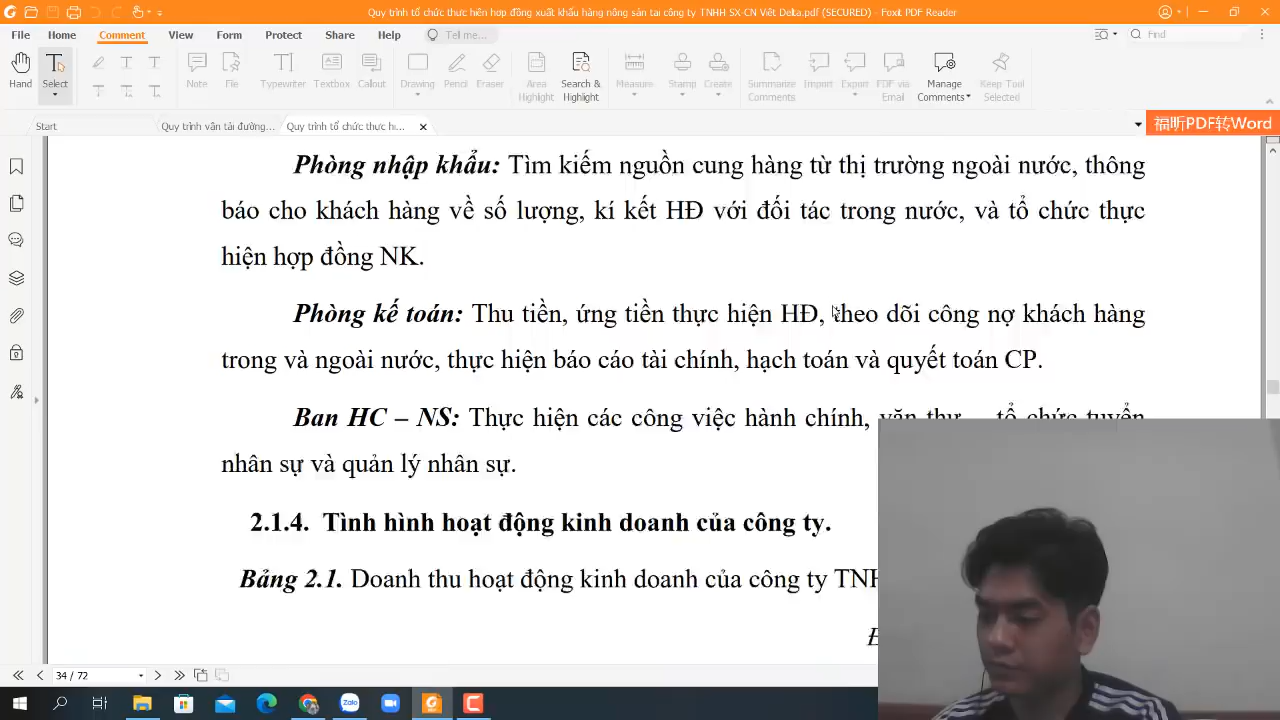 Quy trình tổ chức thực hiên hơp đồng xuất khẩu hàng nông sản tai công ty TNHH SX-CN Viêt Delta.pdf (SECURED) - Foxit PDF Reader
File Home Comment View Form Protect Share Help Tell me... Find
Hand Select Note File Typewriter Textbox Callout Drawing Pencil Eraser Area Highlight Search & Highlight Measure Stamp Create Summarize Comments Import Export PDF via Email Manage Comments Keep Tool Selected
Start Quy trình vận tải đường... Quy trình tổ chức thực hi... 福昕PDF转Word
Phòng nhập khẩu: Tìm kiếm nguồn cung hàng từ thị trường ngoài nước, thông
báo cho khách hàng về số lượng, kí kết HĐ với đối tác trong nước, và tổ chức thực
hiện hợp đồng NK.
Phòng kế toán: Thu tiền, ứng tiền thực hiện HĐ, theo dõi công nợ khách hàng
trong và ngoài nước, thực hiện báo cáo tài chính, hạch toán và quyết toán CP.
Ban HC – NS: Thực hiện các công việc hành chính, văn thư... tổ chức tuyển
nhân sự và quản lý nhân sự.
2.1.4. Tình hình hoạt động kinh doanh của công ty.
Bảng 2.1. Doanh thu hoạt động kinh doanh của công ty
34 / 72
Zalo